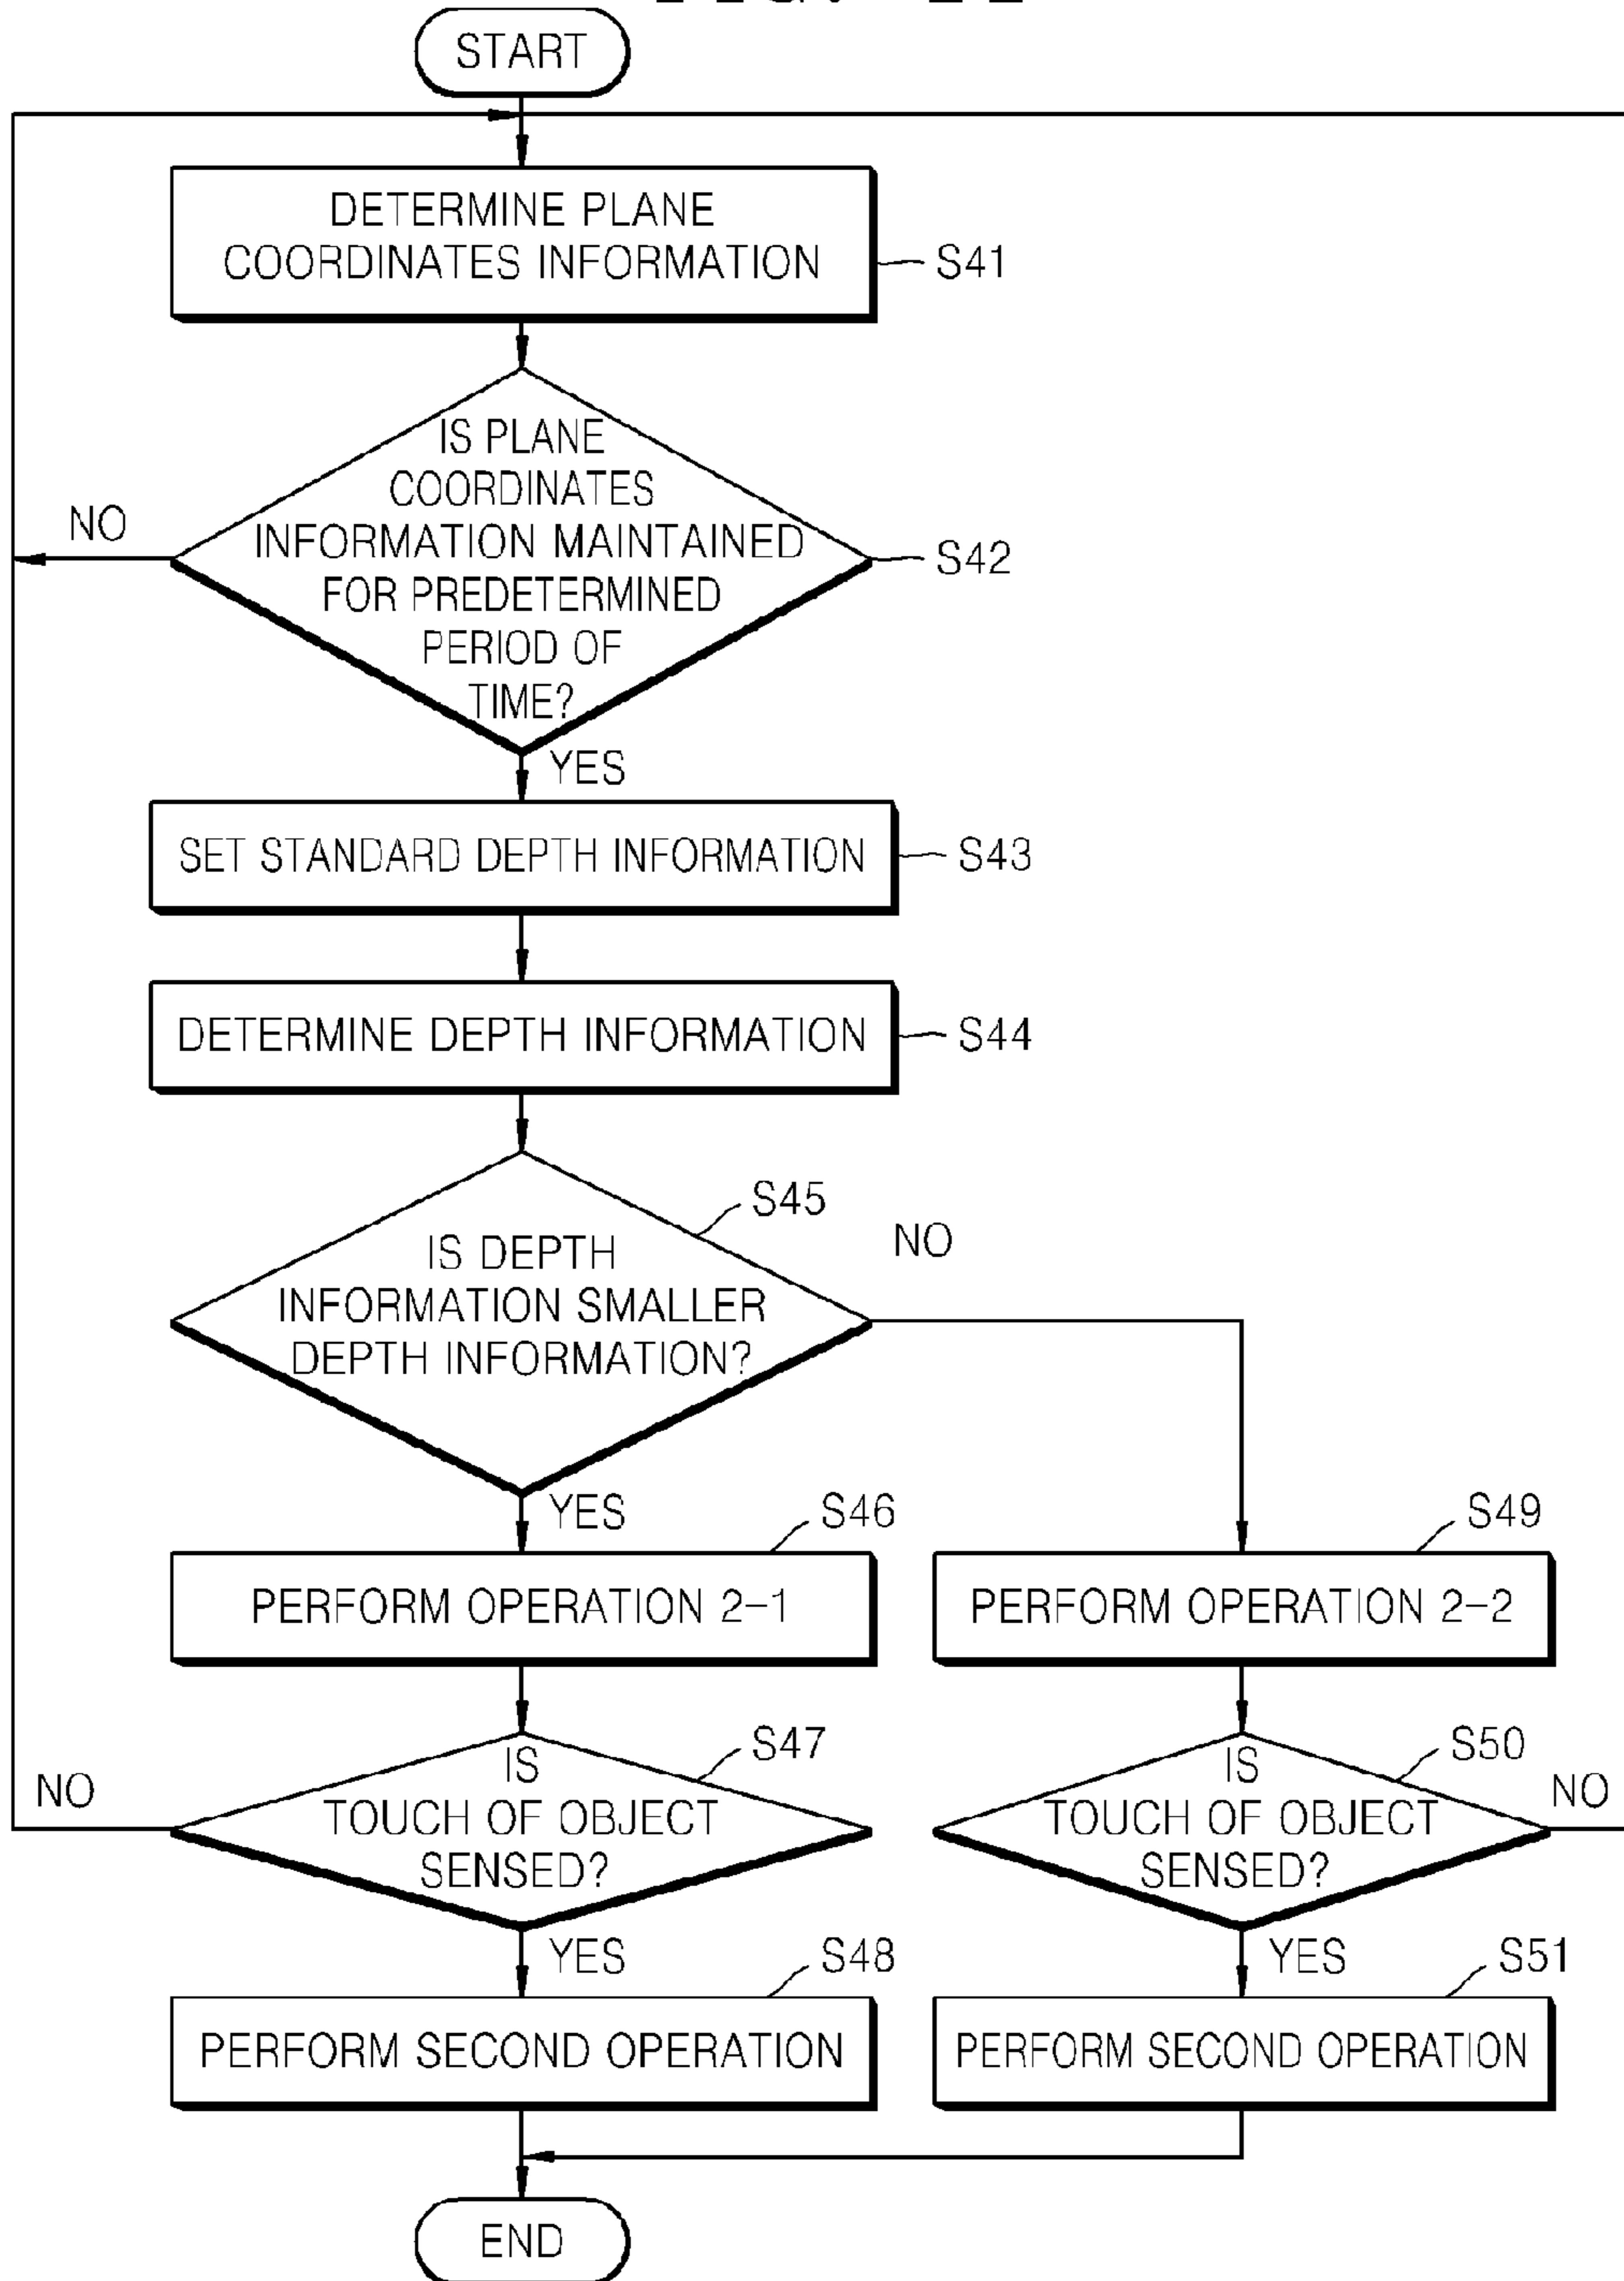 START
DETERMINE PLANE
COORDINATES INFORMATION
S41
IS PLANE
COORDINATES
INFORMATION MAINTAINED
FOR PREDETERMINED
PERIOD OF
TIME?
NO
S42
YES
SET STANDARD DEPTH INFORMATION
S43
DETERMINE DEPTH INFORMATION
S44
S45
IS DEPTH
INFORMATION SMALLER
DEPTH INFORMATION?
NO
YES
S46
PERFORM OPERATION 2-1
S49
PERFORM OPERATION 2-2
S47
IS
TOUCH OF OBJECT
SENSED?
NO
YES
S50
IS
TOUCH OF OBJECT
SENSED?
NO
YES
S48
PERFORM SECOND OPERATION
S51
PERFORM SECOND OPERATION
END